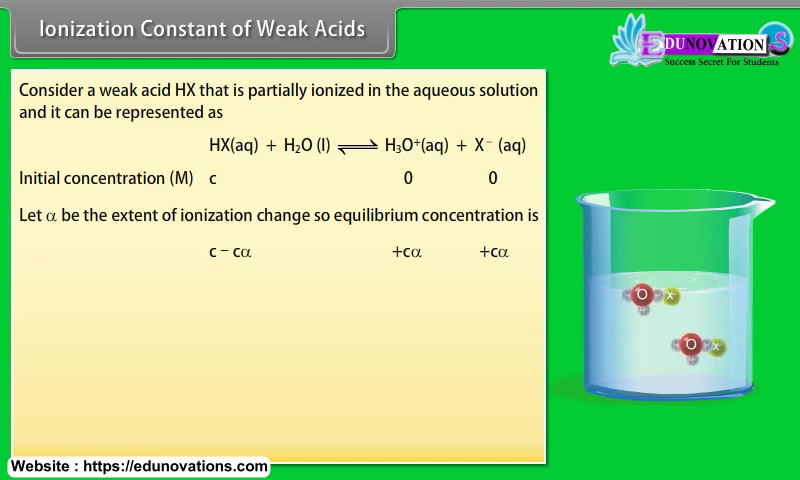 Ionization Constant of Weak Acids
EDUNOVATIONS
Success Secret For Students
Consider a weak acid HX that is partially ionized in the aqueous solution
and it can be represented as
HX(aq) + H₂O (l) ⇌ H₃O⁺(aq) + X⁻ (aq)
Initial concentration (M) c 0 0
Let α be the extent of ionization change so equilibrium concentration is
c − cα +cα +cα
H O H X⁻
H
H O H X⁻
H
Website : https://edunovations.com